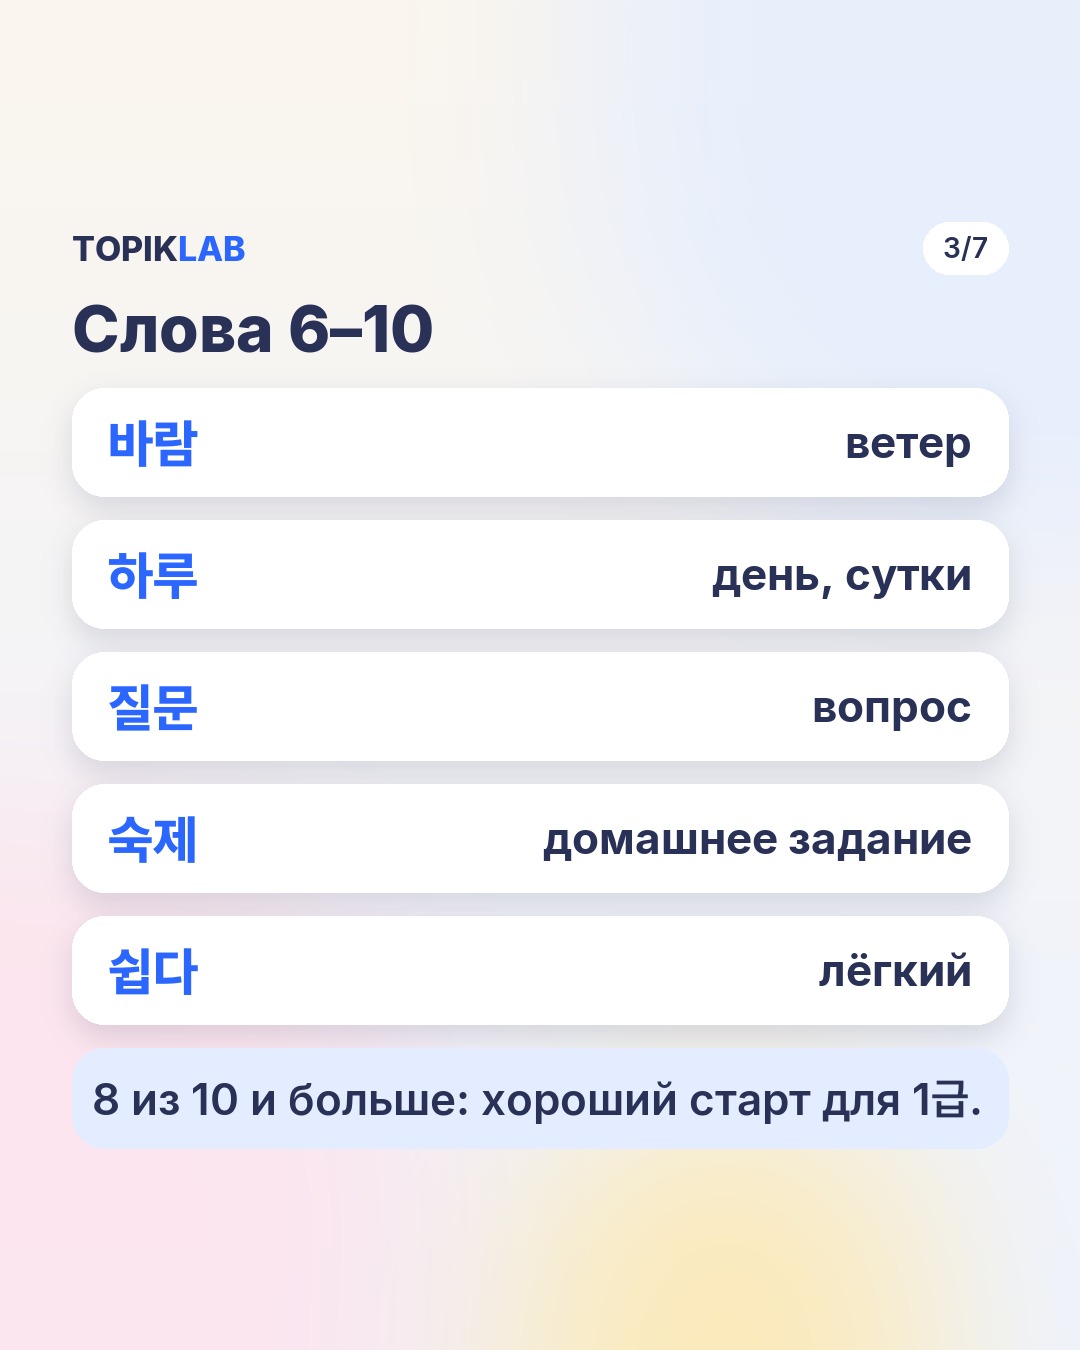 TOPIKLAB
3/7
Слова 6–10
바람 ветер
하루 день, сутки
질문 вопрос
숙제 домашнее задание
쉽다 лёгкий
8 из 10 и больше: хороший старт для 1급.